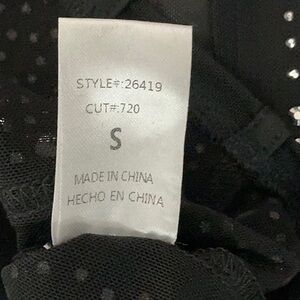 STYLE#:26419
CUT#:720
S
MADE IN CHINA
HECHO EN CHINA